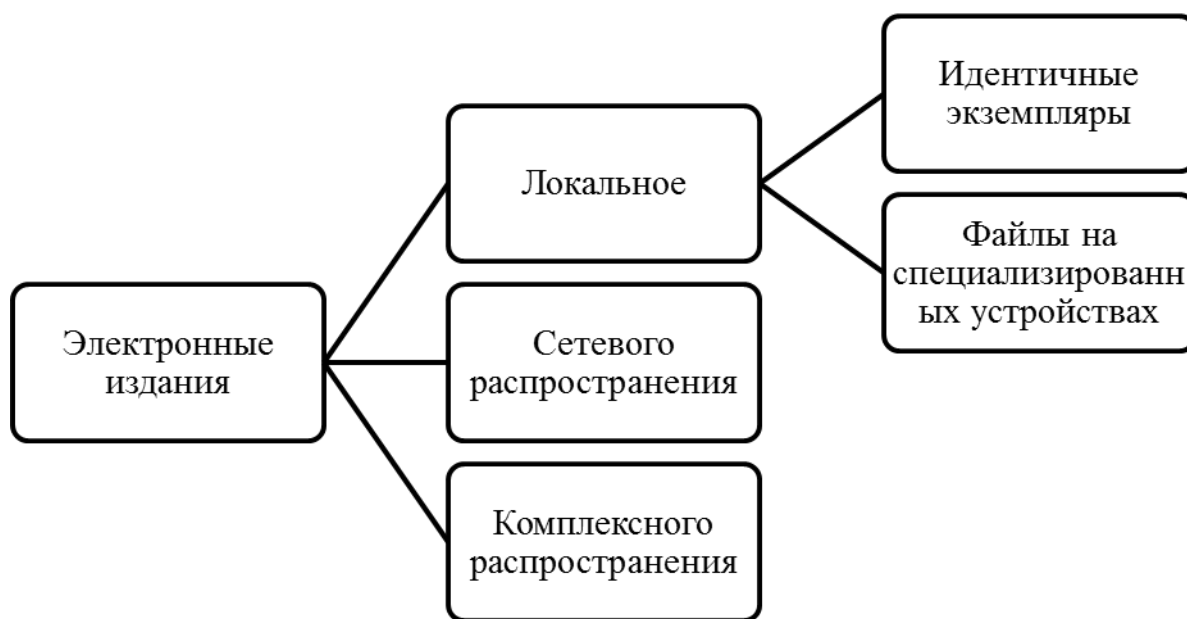 Электронные
издания
Локальное
Сетевого
распространения
Комплексного
распространения
Идентичные
экземпляры
Файлы на
специализированн
ых устройствах